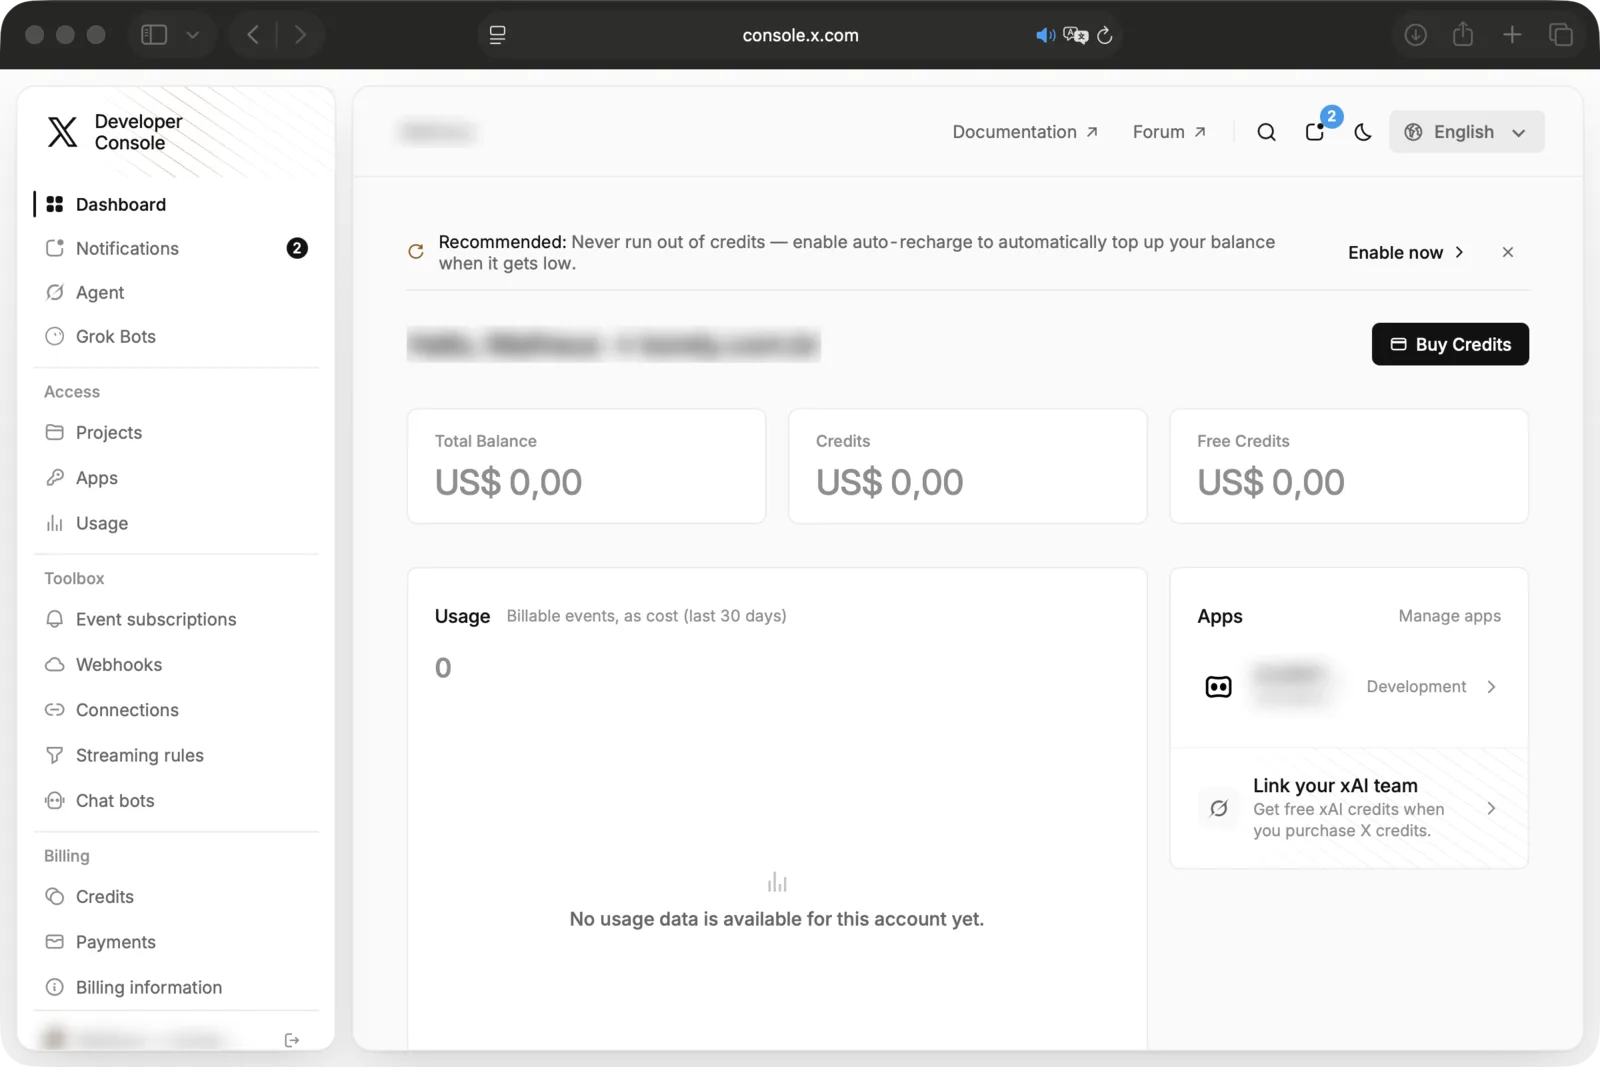 console.x.com
Developer
Console
Dashboard
Notifications 2
Agent
Grok Bots
Access
Projects
Apps
Usage
Toolbox
Event subscriptions
Webhooks
Connections
Streaming rules
Chat bots
Billing
Credits
Payments
Billing information
Documentation Forum 2 English
Recommended: Never run out of credits — enable auto-recharge to automatically top up your balance
when it gets low.
Enable now
Buy Credits
Total Balance
US$ 0,00
Credits
US$ 0,00
Free Credits
US$ 0,00
Usage Billable events, as cost (last 30 days)
0
No usage data is available for this account yet.
Apps Manage apps
Development
Link your xAI team
Get free xAI credits when
you purchase X credits.